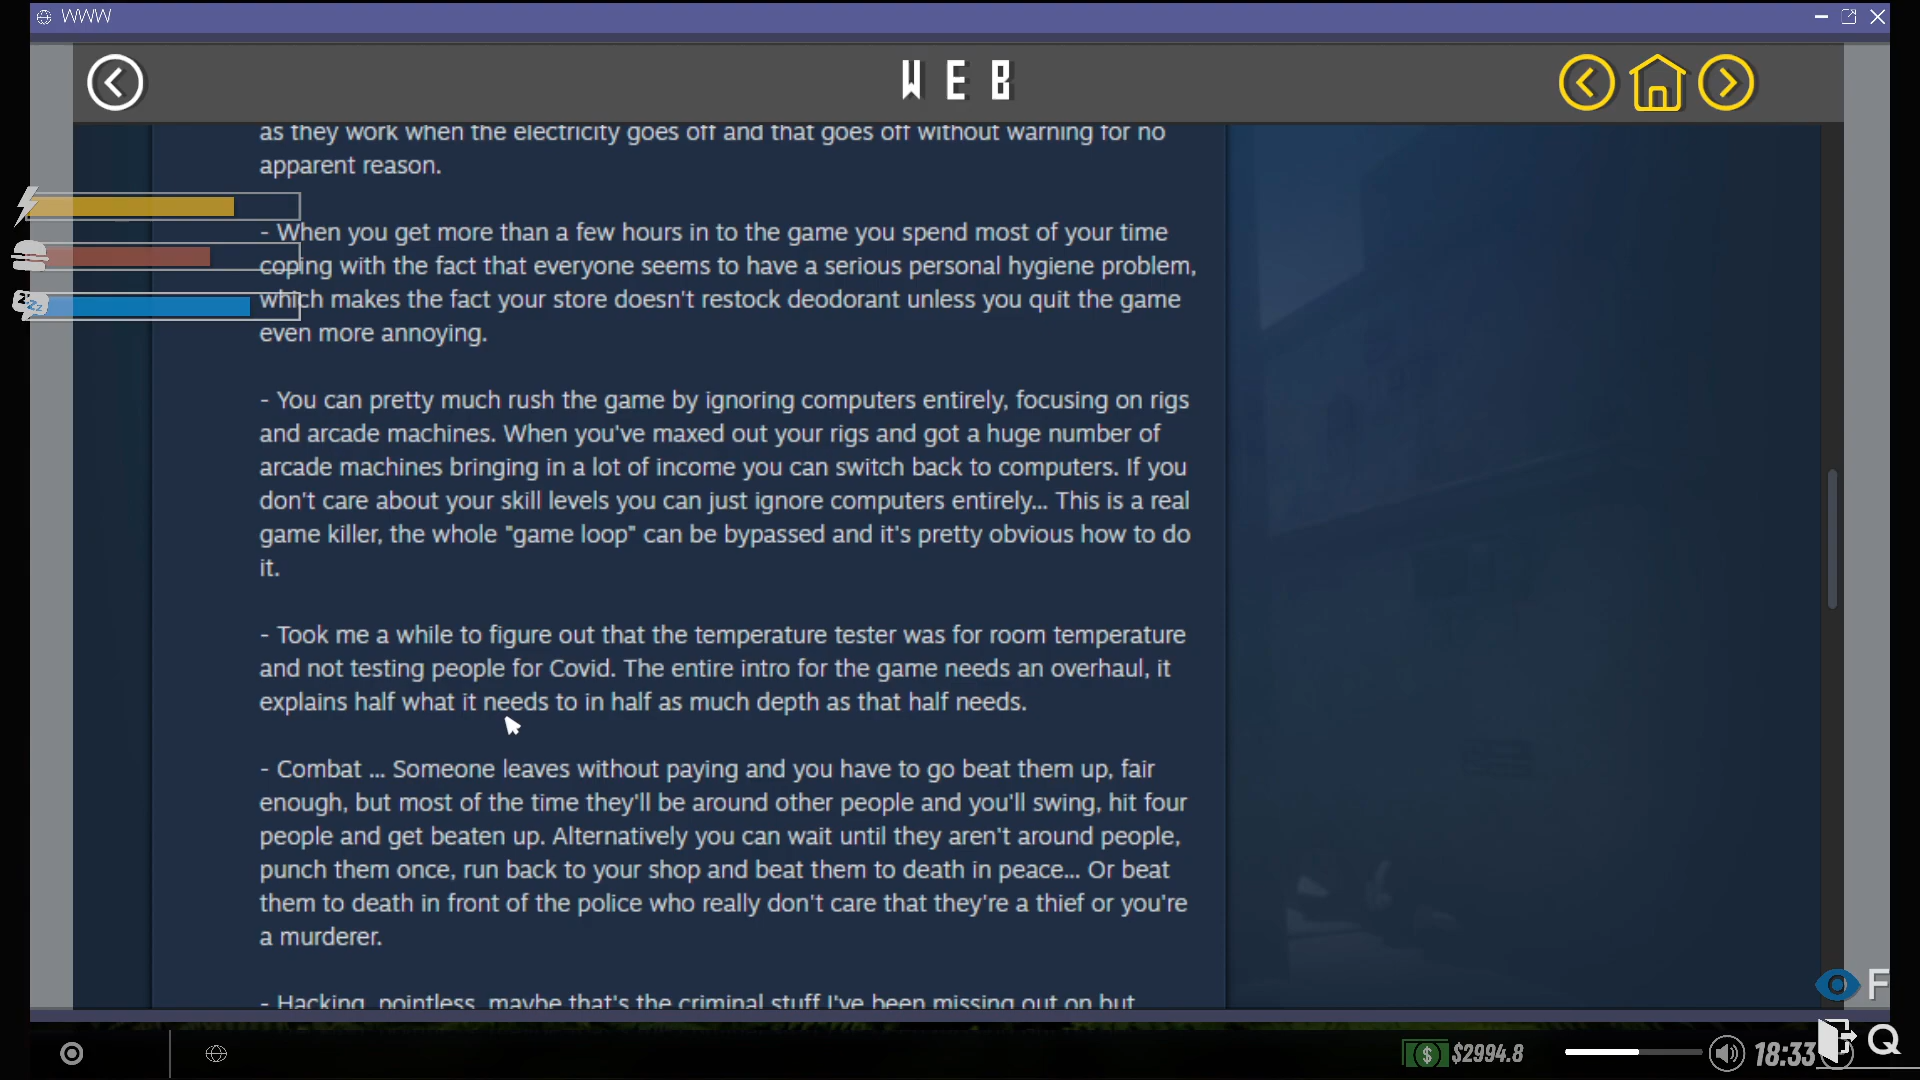 WWW
WEB
as they work when the electricity goes off and that goes off without warning for no
apparent reason.
- When you get more than a few hours in to the game you spend most of your time
coping with the fact that everyone seems to have a serious personal hygiene problem,
which makes the fact your store doesn't restock deodorant unless you quit the game
even more annoying.
- You can pretty much rush the game by ignoring computers entirely, focusing on rigs
and arcade machines. When you've maxed out your rigs and got a huge number of
arcade machines bringing in a lot of income you can switch back to computers. If you
don't care about your skill levels you can just ignore computers entirely... This is a real
game killer, the whole "game loop" can be bypassed and it's pretty obvious how to do
it.
- Took me a while to figure out that the temperature tester was for room temperature
and not testing people for Covid. The entire intro for the game needs an overhaul, it
explains half what it needs to in half as much depth as that half needs.
- Combat ... Someone leaves without paying and you have to go beat them up, fair
enough, but most of the time they'll be around other people and you'll swing, hit four
people and get beaten up. Alternatively you can wait until they aren't around people,
punch them once, run back to your shop and beat them to death in peace... Or beat
them to death in front of the police who really don't care that they're a thief or you're
a murderer.
- Hacking, pointless, maybe that's the criminal stuff I've been missing out on but
F
$2994.8
18:33
Q